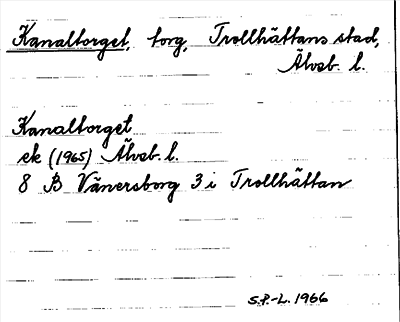 Kanaltorget, torg, Trollhättans stad,
Älvsb. l.
Kanaltorget
ek (1965) Älvsb. l.
8 B Vänersborg 3 i Trollhättan
S.P.-L. 1966